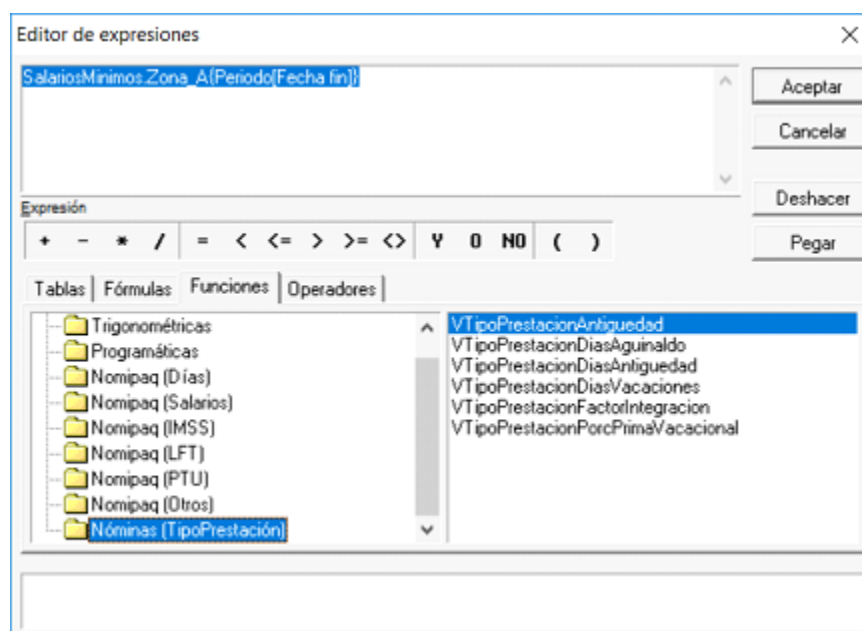 Editor de expresiones
SalariosMinimos.Zona_A{Periodo[Fecha fin]}
Aceptar
Cancelar
Deshacer
Pegar
Expresión
+ - * / = < <= > >= <> Y O NO ( )
Tablas Fórmulas Funciones Operadores
Trigonométricas
Programáticas
Nomipaq (Días)
Nomipaq (Salarios)
Nomipaq (IMSS)
Nomipaq (LFT)
Nomipaq (PTU)
Nomipaq (Otros)
Nóminas (TipoPrestación)
VTipoPrestacionAntiguedad
VTipoPrestacionDiasAguinaldo
VTipoPrestacionDiasAntiguedad
VTipoPrestacionDiasVacaciones
VTipoPrestacionFactorIntegracion
VTipoPrestacionPorcPrimaVacacional